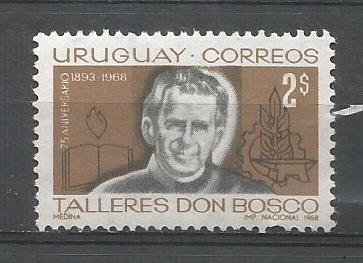 URUGUAY · CORREOS
75 ANIVERSARIO 1893 - 1968
2$
TALLERES DON BOSCO
MEDINA
IMP. NACIONAL 1968